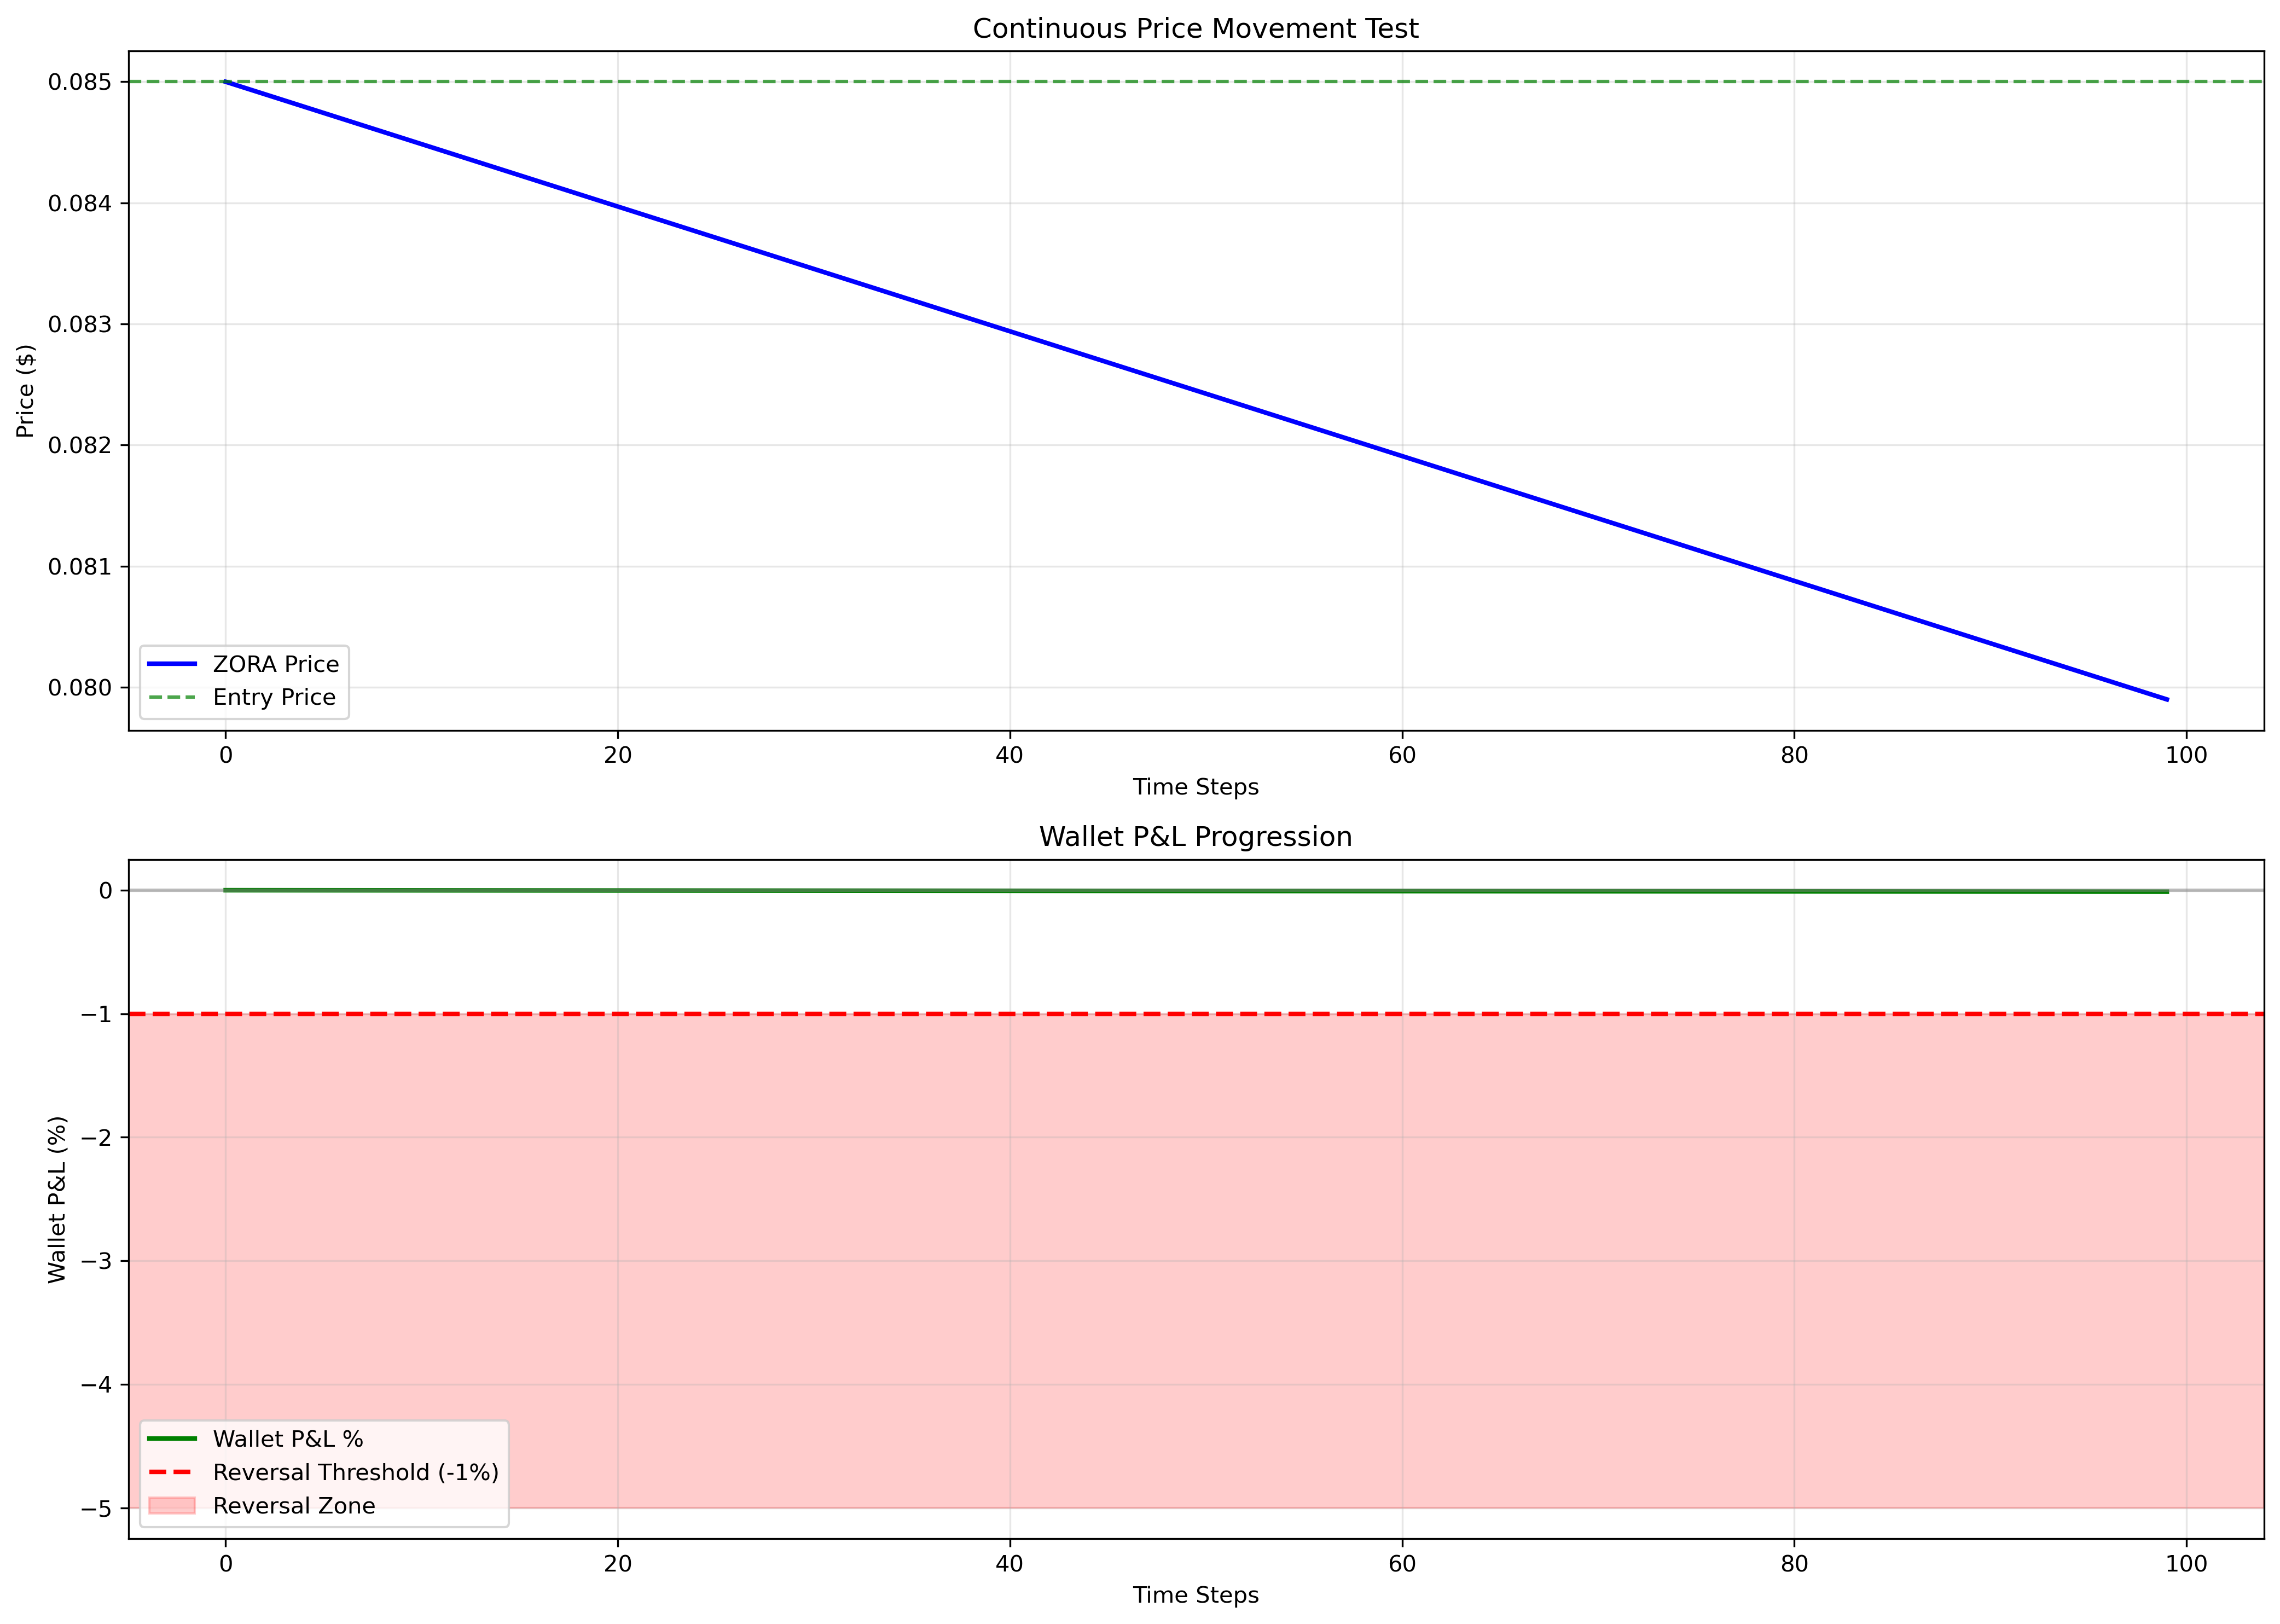 Continuous Price Movement Test
Price ($)
0.085
0.084
0.083
0.082
0.081
0.080
ZORA Price
Entry Price
0 20 40 60 80 100
Time Steps
Wallet P&L Progression
Wallet P&L (%)
0
−1
−2
−3
−4
−5
Wallet P&L %
Reversal Threshold (-1%)
Reversal Zone
0 20 40 60 80 100
Time Steps